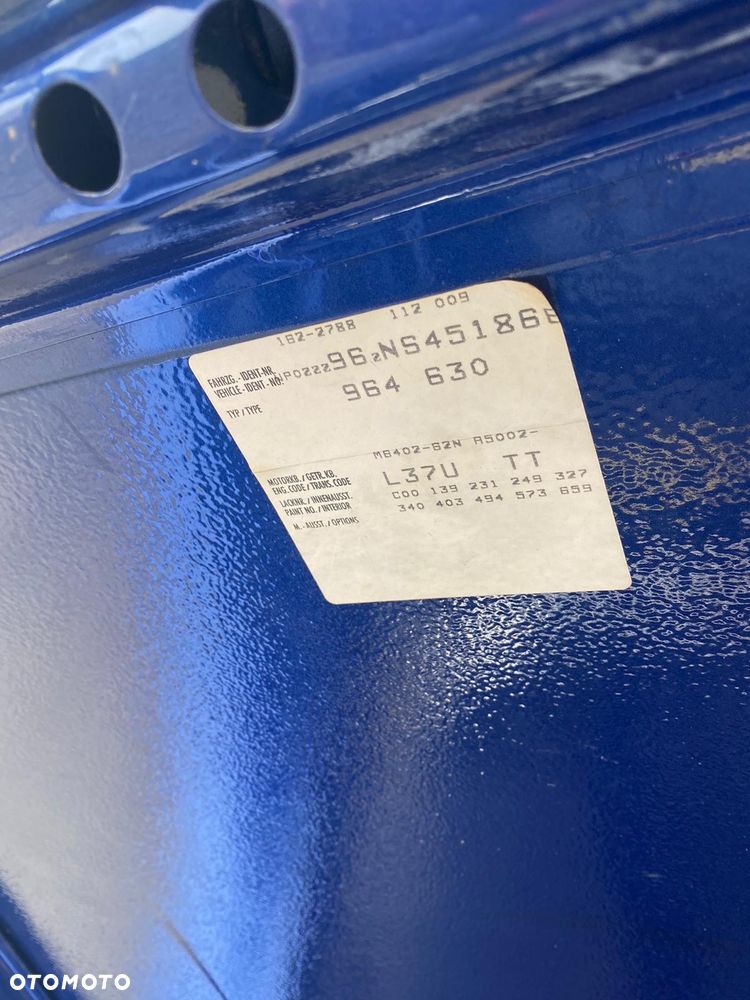 162-2788 112 009
FAHRZG.-IDENT-NR.
VEHICLE-IDENT-NO.
WP0ZZZ96ZNS45186
TYP/TYPE 964 630
M6402-62N A5002-
MOTORKB./GETR.KB.
ENG.CODE/TRANS.CODE
L37U TT
LACKNR./INNENAUSST.
PAINT NO./INTERIOR
C00 139 231 249 327
M.-AUSST./OPTIONS
340 403 494 573 659
OTOMOTO